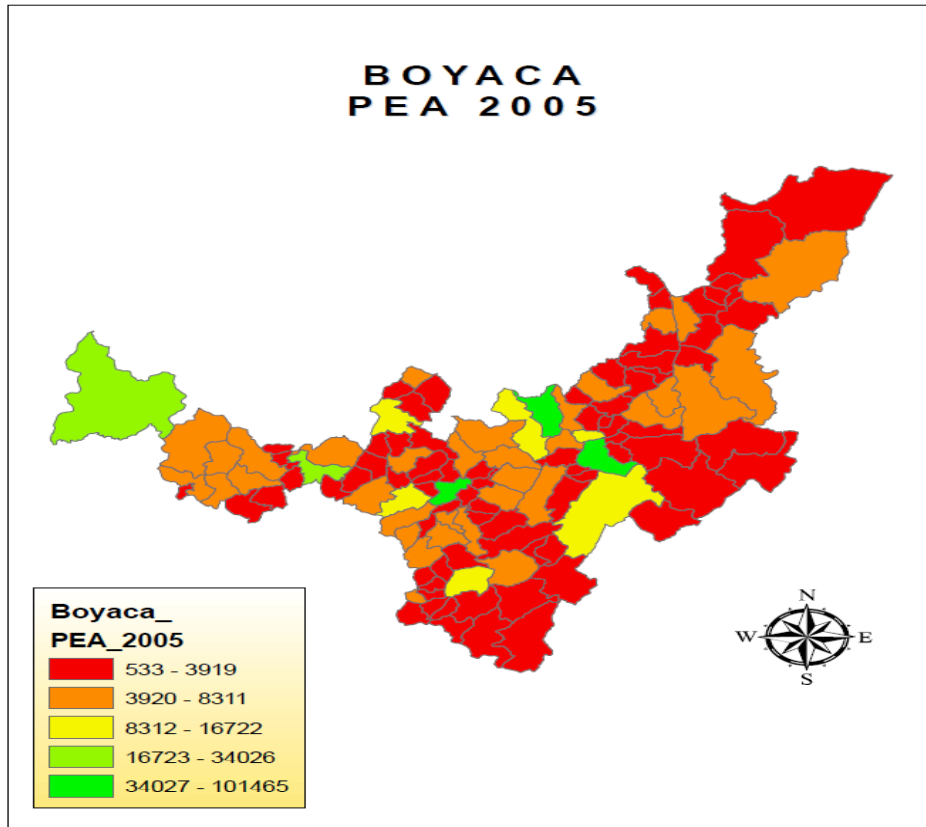 BOYACA
PEA 2005
N
W
E
S
Boyaca_
PEA_2005
533 - 3919
3920 - 8311
8312 - 16722
16723 - 34026
34027 - 101465